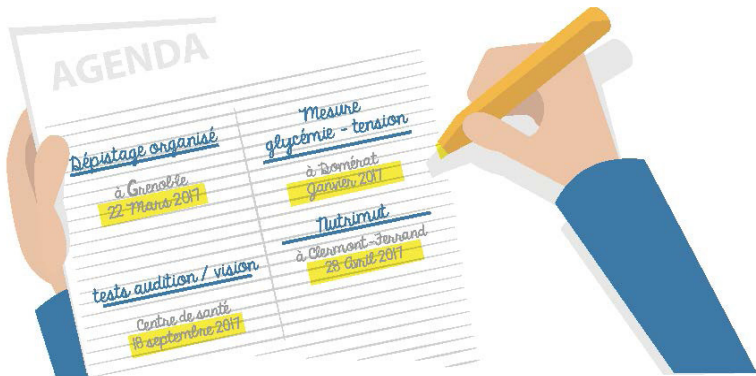 AGENDA
Dépistage organisé
à Grenoble
22 Mars 2017
tests audition / vision
Centre de santé
18 septembre 2017
Mesure
glycémie - tension
à Domérat
Janvier 2017
Nutrimut
à Clermont-Ferrand
28 Avril 2017